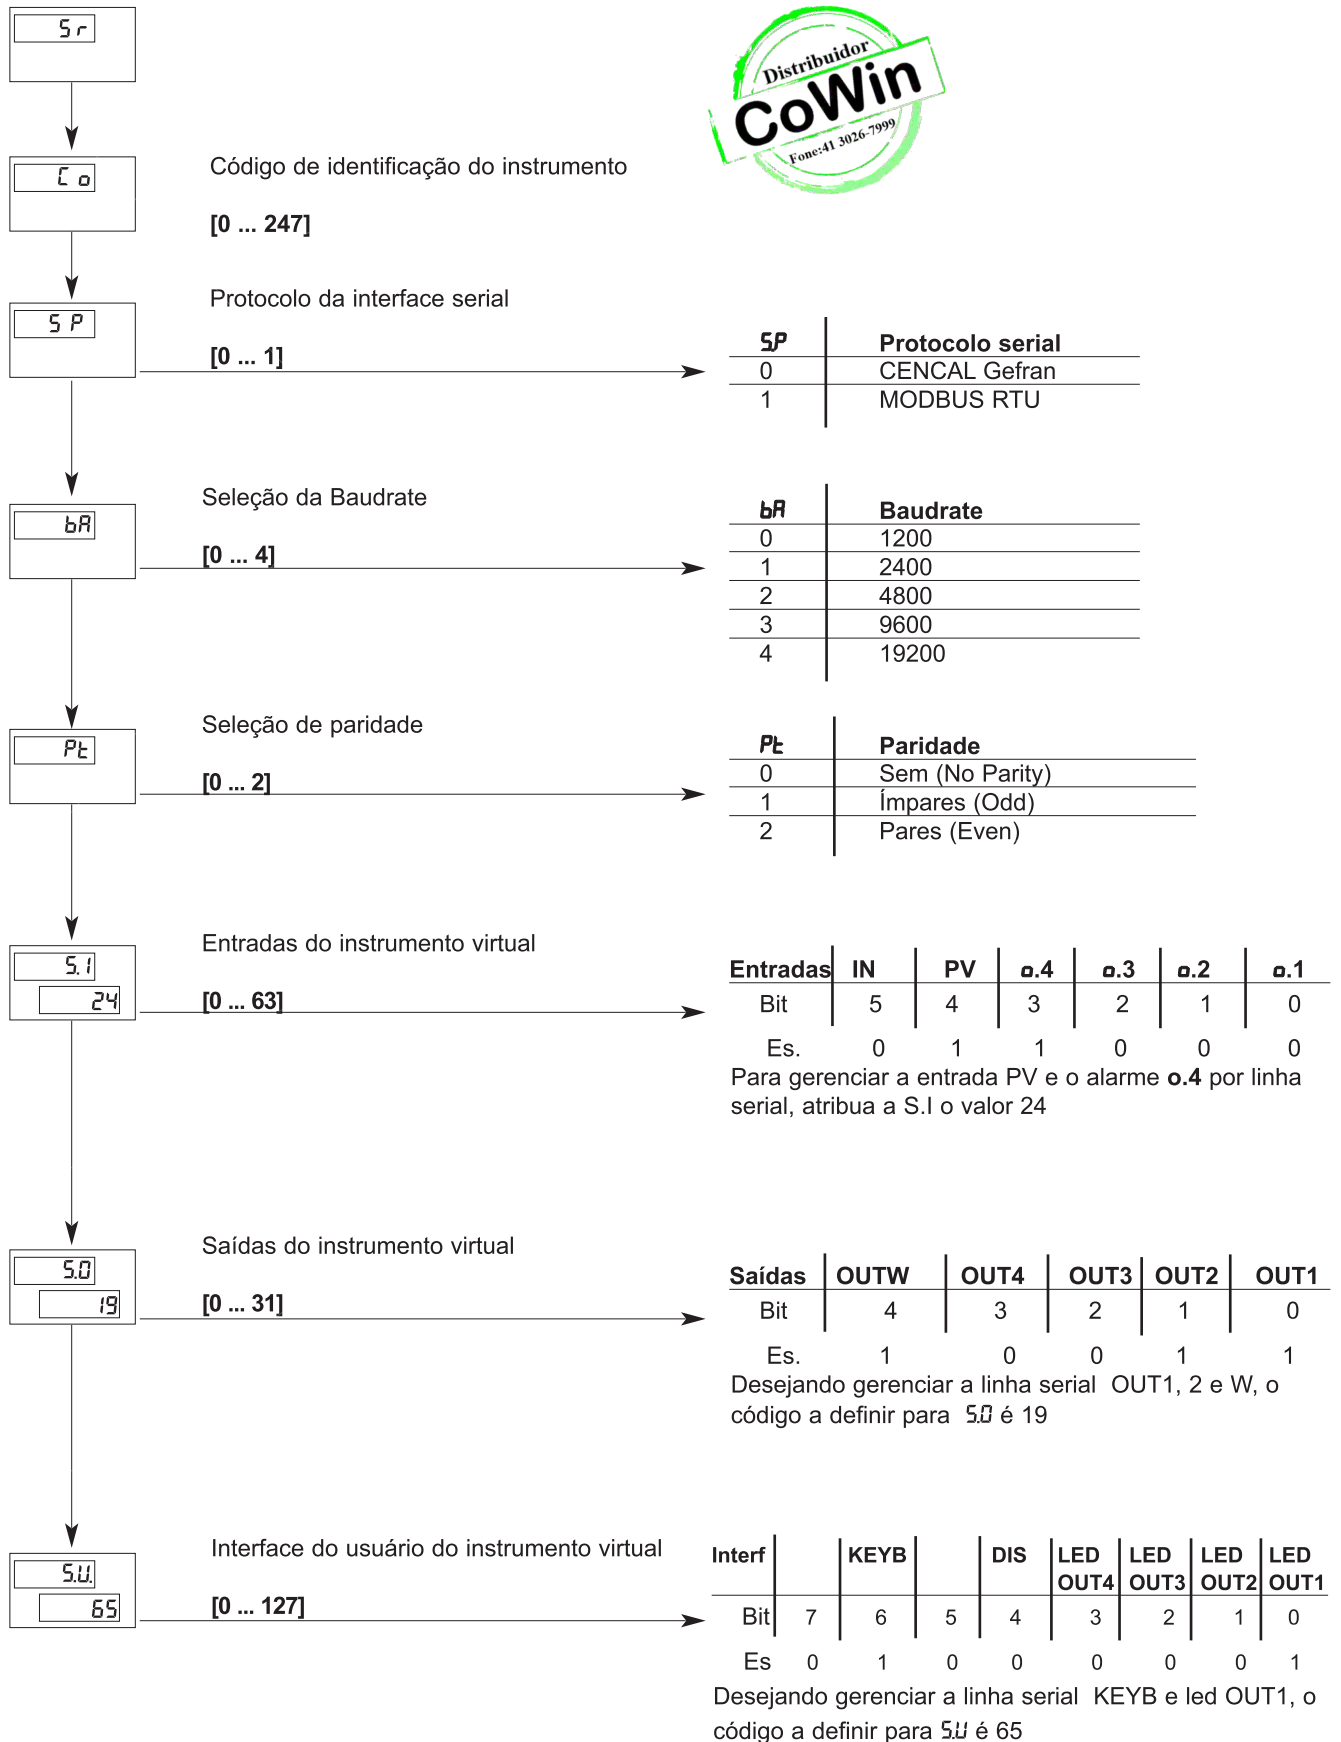 Sr
Distribuidor
CoWin
Fone:41 3026-7999
Co
Código de identificação do instrumento
[0 ... 247]
SP
Protocolo da interface serial
[0 ... 1]
S.P Protocolo serial
0 CENCAL Gefran
1 MODBUS RTU
bA
Seleção da Baudrate
[0 ... 4]
bA Baudrate
0 1200
1 2400
2 4800
3 9600
4 19200
Pt
Seleção de paridade
[0 ... 2]
Pt Paridade
0 Sem (No Parity)
1 Ímpares (Odd)
2 Pares (Even)
S.I
24
Entradas do instrumento virtual
[0 ... 63]
Entradas IN PV o.4 o.3 o.2 o.1
Bit 5 4 3 2 1 0
Es. 0 1 1 0 0 0
Para gerenciar a entrada PV e o alarme o.4 por linha
serial, atribua a S.I o valor 24
S.O
19
Saídas do instrumento virtual
[0 ... 31]
Saídas OUTW OUT4 OUT3 OUT2 OUT1
Bit 4 3 2 1 0
Es. 1 0 0 1 1
Desejando gerenciar a linha serial OUT1, 2 e W, o
código a definir para S.O é 19
S.U.
65
Interface do usuário do instrumento virtual
[0 ... 127]
Interf KEYB DIS LED OUT4 LED OUT3 LED OUT2 LED OUT1
Bit 7 6 5 4 3 2 1 0
Es 0 1 0 0 0 0 0 1
Desejando gerenciar a linha serial KEYB e led OUT1, o
código a definir para S.U é 65